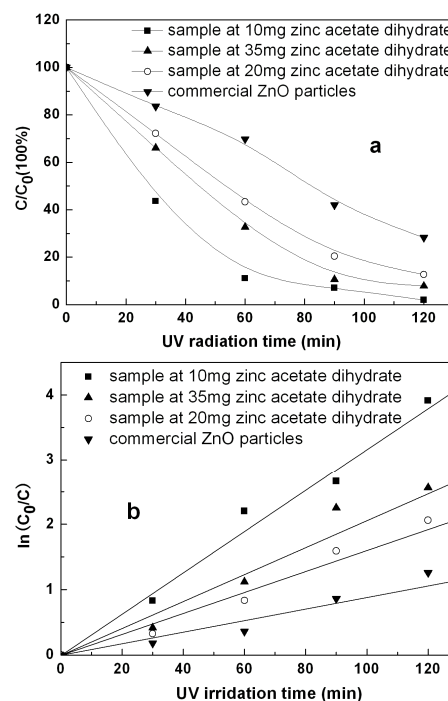 sample at 10mg zinc acetate dihydrate
sample at 35mg zinc acetate dihydrate
sample at 20mg zinc acetate dihydrate
commercial ZnO particles
a
C/C0(100%)
120
100
80
60
40
20
0
0 20 40 60 80 100 120
UV radiation time (min)
sample at 10mg zinc acetate dihydrate
sample at 35mg zinc acetate dihydrate
sample at 20mg zinc acetate dihydrate
commercial ZnO particles
b
ln(C0/C)
4
3
2
1
0
0 20 40 60 80 100 120
UV irridation time (min)